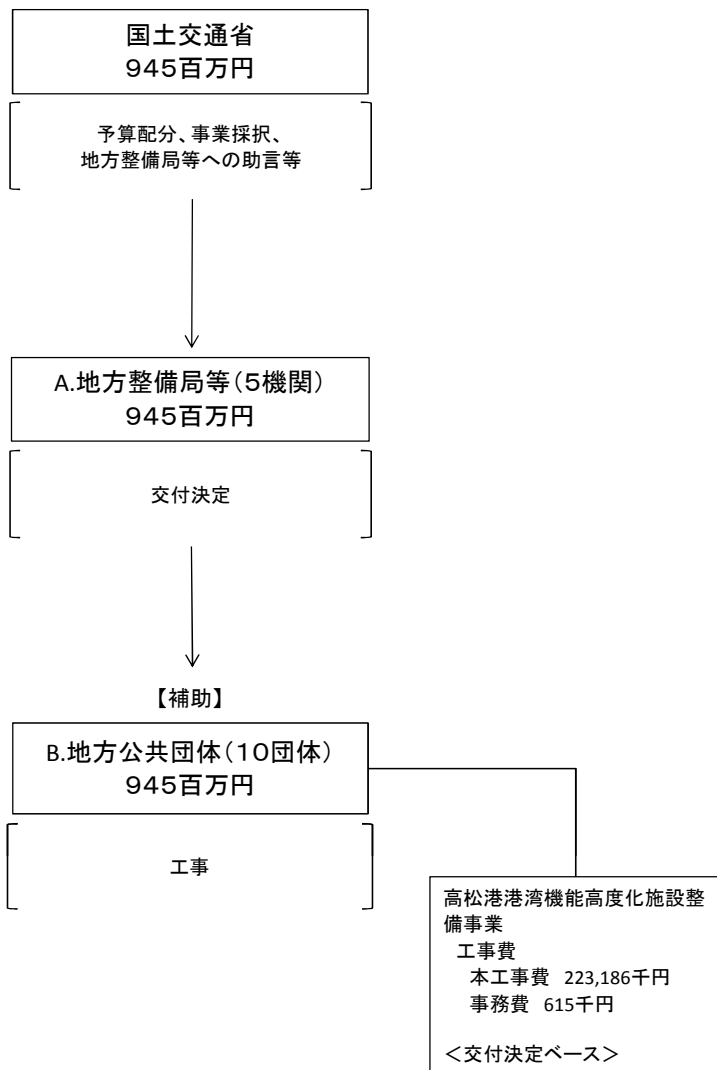 国土交通省
945百万円
予算配分、事業採択、
地方整備局等への助言等
A.地方整備局等(5機関)
945百万円
交付決定
【補助】
B.地方公共団体(10団体)
945百万円
工事
高松港港湾機能高度化施設整
備事業
工事費
本工事費 223,186千円
事務費 615千円
<交付決定ベース>